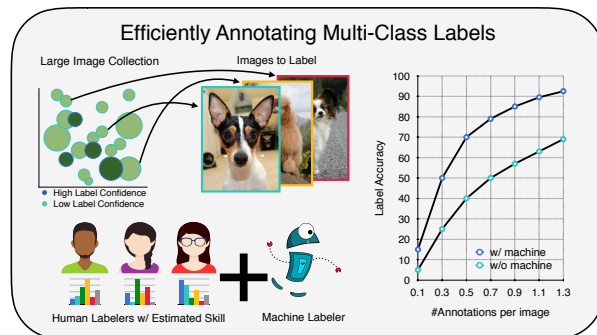 Efficiently Annotating Multi-Class Labels
Large Image Collection
Images to Label
High Label Confidence
Low Label Confidence
Human Labelers w/ Estimated Skill
Machine Labeler
Label Accuracy
100
90
80
70
60
50
40
30
20
10
0
w/ machine
w/o machine
0.1 0.3 0.5 0.7 0.9 1.1 1.3
#Annotations per image